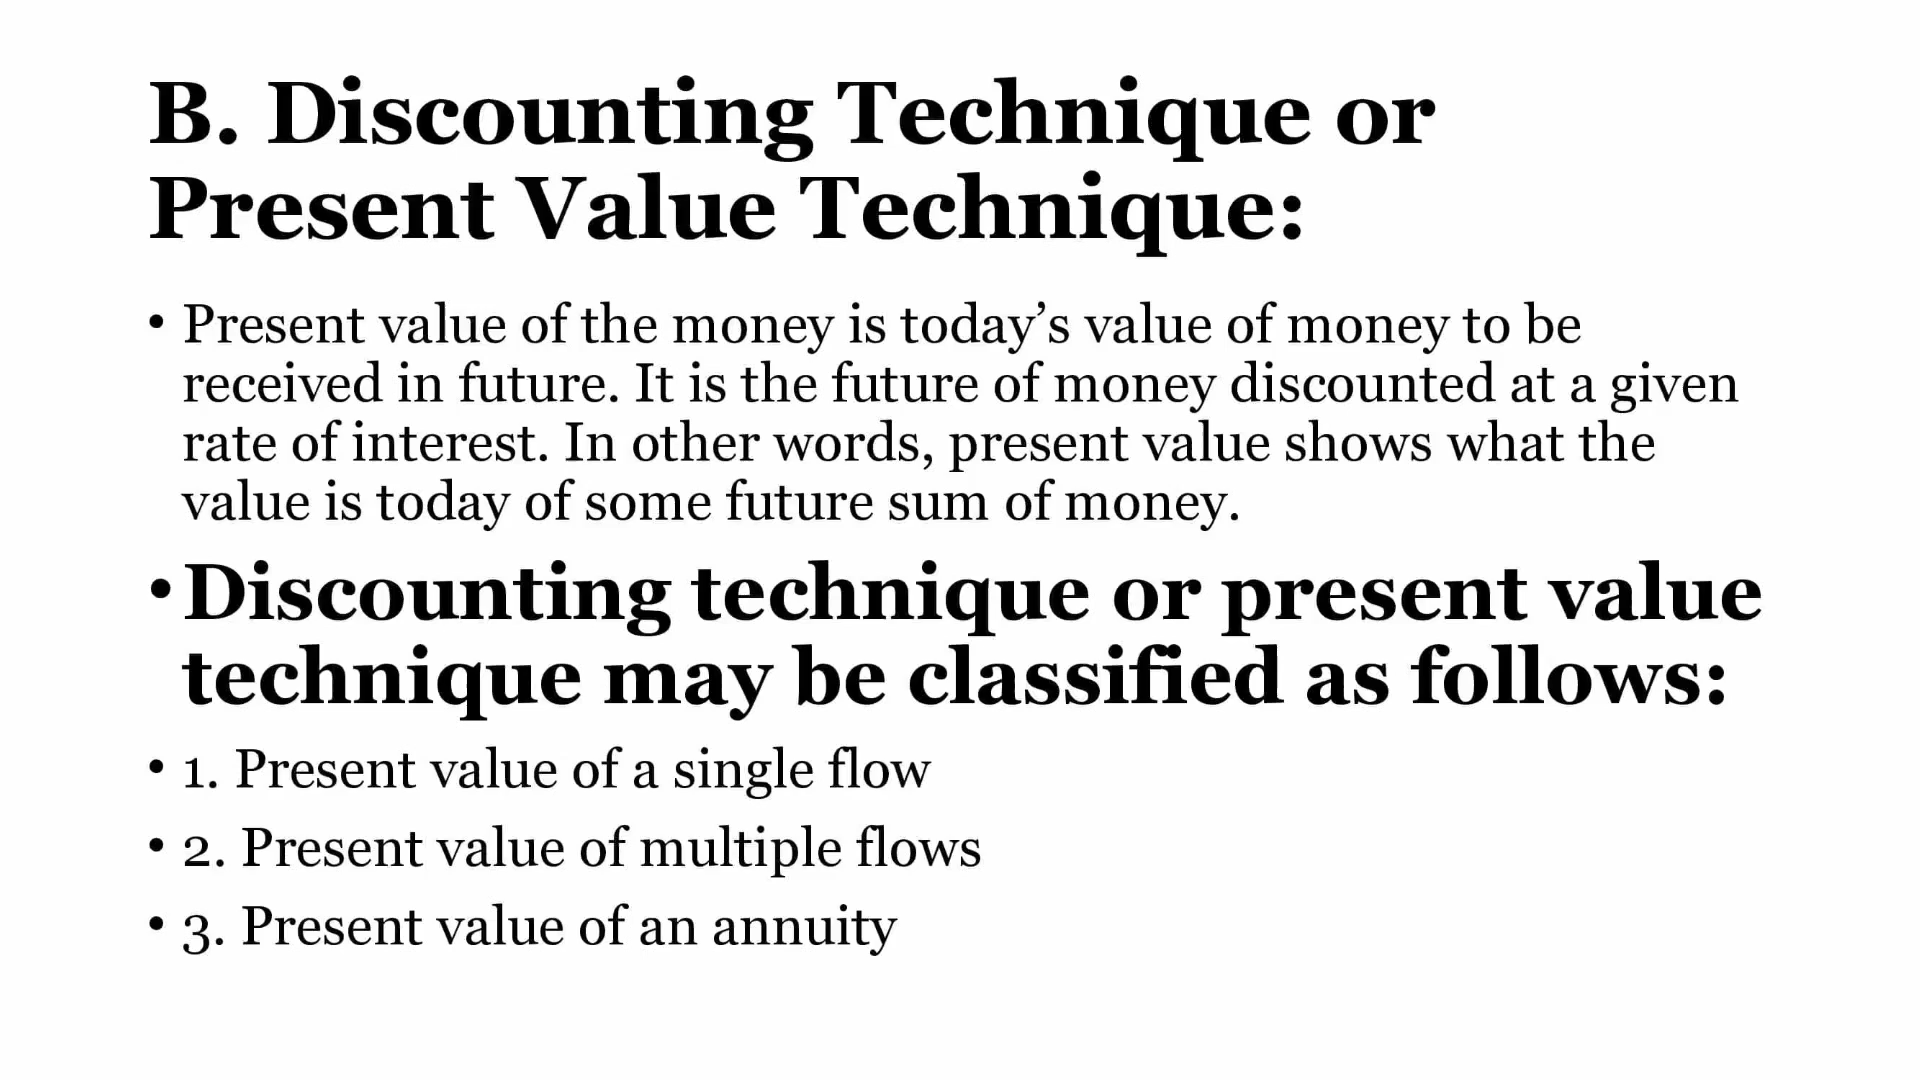 B. Discounting Technique or
Present Value Technique:
• Present value of the money is today’s value of money to be
received in future. It is the future of money discounted at a given
rate of interest. In other words, present value shows what the
value is today of some future sum of money.
• Discounting technique or present value
technique may be classified as follows:
• 1. Present value of a single flow
• 2. Present value of multiple flows
• 3. Present value of an annuity